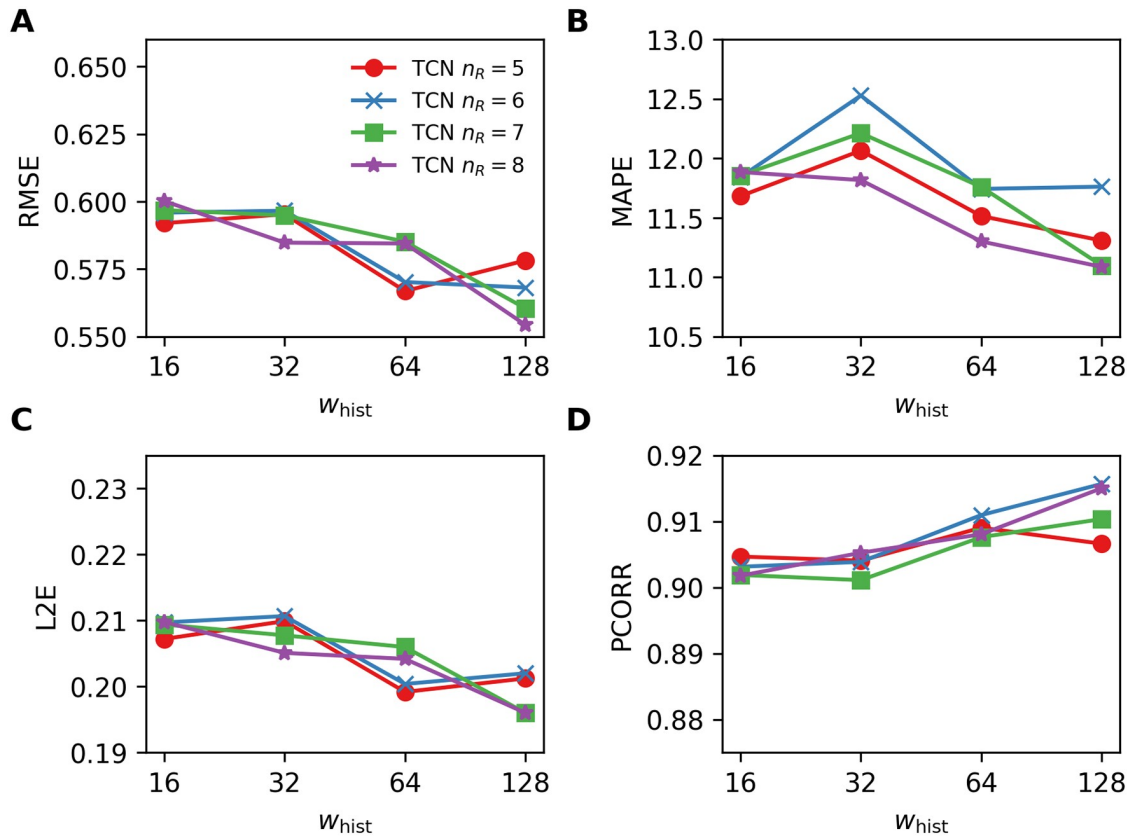 A
RMSE
0.650
0.625
0.600
0.575
0.550
16 32 64 128
w_hist
TCN n_R = 5
TCN n_R = 6
TCN n_R = 7
TCN n_R = 8
B
MAPE
13.0
12.5
12.0
11.5
11.0
10.5
16 32 64 128
w_hist
C
L2E
0.23
0.22
0.21
0.20
0.19
16 32 64 128
w_hist
D
PCORR
0.92
0.91
0.90
0.89
0.88
16 32 64 128
w_hist